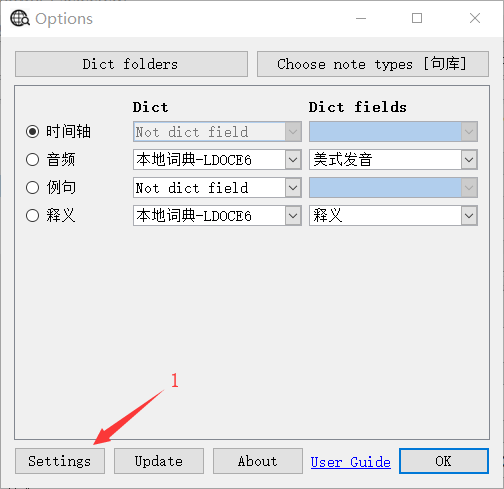 Options
Dict folders
Choose note types [句库]
Dict
Dict fields
时间轴
Not dict field
音频
本地词典-LDOCE6
美式发音
例句
Not dict field
释义
本地词典-LDOCE6
释义
1
Settings
Update
About
User Guide
OK